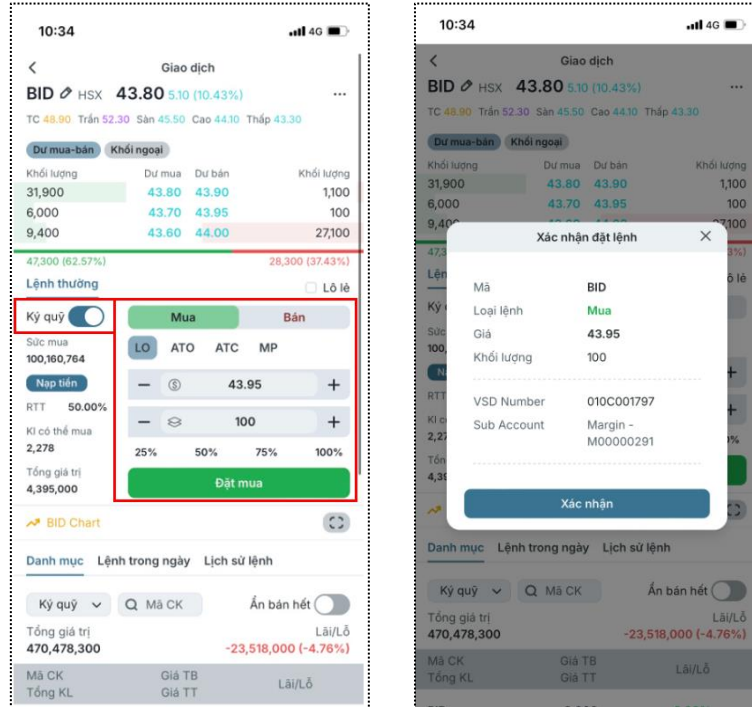 10:34
4G
Giao dịch
BID HSX 43.80 5.10 (10.43%)
TC 48.90 Trần 52.30 Sàn 45.50 Cao 44.10 Thấp 43.30
Dư mua-bán Khối ngoại
Khối lượng Dư mua Dư bán Khối lượng
31,900 43.80 43.90 1,100
6,000 43.70 43.95 100
9,400 43.60 44.00 27,100
47,300 (62.57%) 28,300 (37.43%)
Lệnh thường Lô lẻ
Ký quỹ
Mua Bán
Sức mua
100,160,764
LO ATO ATC MP
Nạp tiền
43.95
RTT 50.00%
100
Kl có thể mua
2,278
25% 50% 75% 100%
Tổng giá trị
4,395,000
Đặt mua
BID Chart
Danh mục Lệnh trong ngày Lịch sử lệnh
Ký quỹ Mã CK Ẩn bán hết
Tổng giá trị Lãi/Lỗ
470,478,300 -23,518,000 (-4.76%)
Mã CK Giá TB Lãi/Lỗ
Tổng KL Giá TT
10:34
4G
Giao dịch
BID HSX 43.80 5.10 (10.43%)
TC 48.90 Trần 52.30 Sàn 45.50 Cao 44.10 Thấp 43.30
Dư mua-bán Khối ngoại
Khối lượng Dư mua Dư bán Khối lượng
31,900 43.80 43.90 1,100
6,000 43.70 43.95 100
Xác nhận đặt lệnh
Mã BID
Loại lệnh Mua
Giá 43.95
Khối lượng 100
VSD Number 010C001797
Sub Account Margin -
M00000291
Xác nhận
Danh mục Lệnh trong ngày Lịch sử lệnh
Ký quỹ Mã CK Ẩn bán hết
Tổng giá trị Lãi/Lỗ
470,478,300 -23,518,000 (-4.76%)
Mã CK Giá TB Lãi/Lỗ
Tổng KL Giá TT